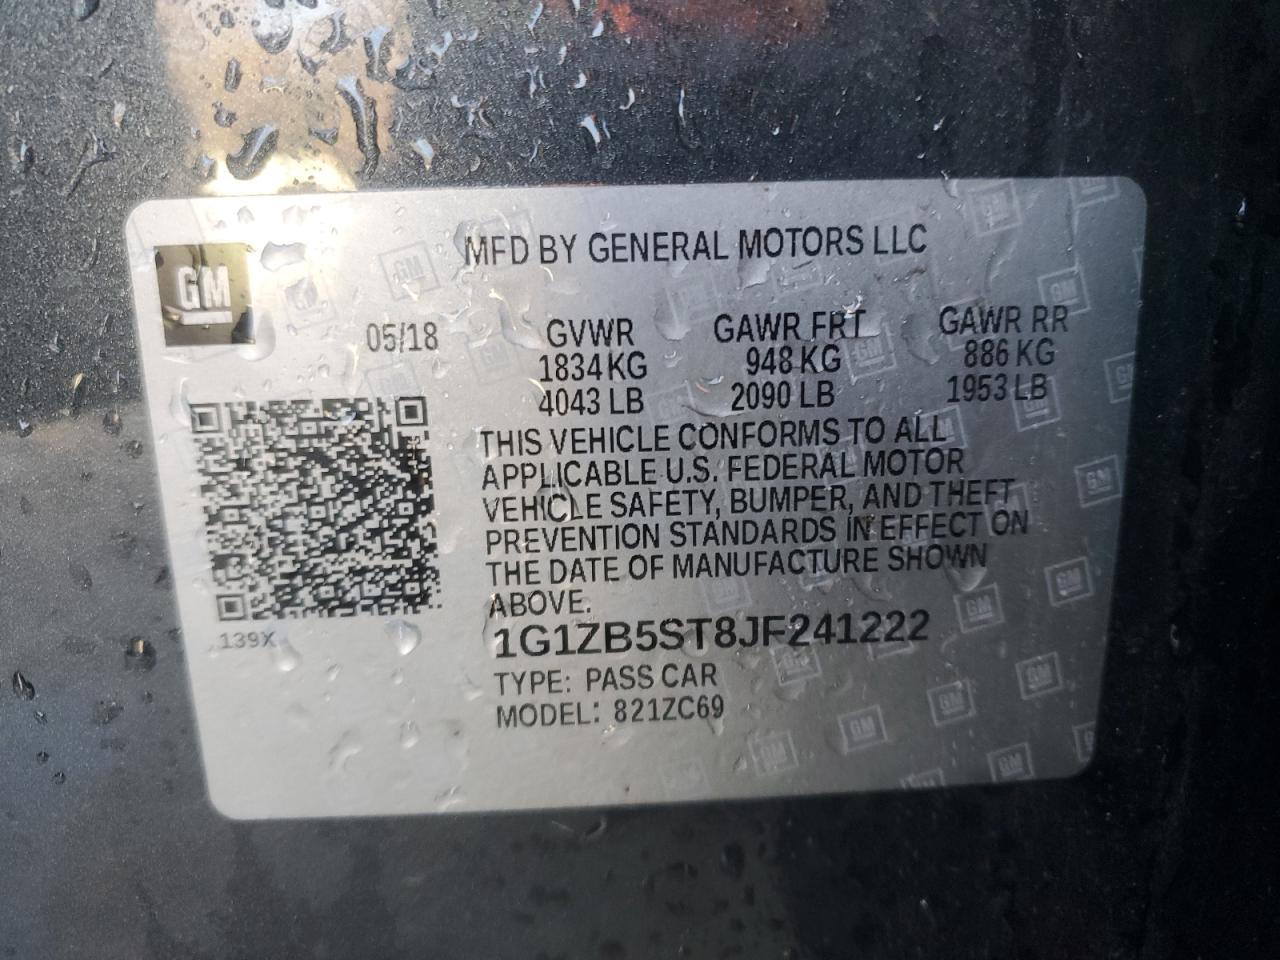 MFD BY GENERAL MOTORS LLC
GM
05/18 GVWR GAWR FRT GAWR RR
1834 KG 948 KG 886 KG
4043 LB 2090 LB 1953 LB
THIS VEHICLE CONFORMS TO ALL
APPLICABLE U.S. FEDERAL MOTOR
VEHICLE SAFETY, BUMPER, AND THEFT
PREVENTION STANDARDS IN EFFECT ON
THE DATE OF MANUFACTURE SHOWN
ABOVE.
139X
1G1ZB5ST8JF241222
TYPE: PASS CAR
MODEL: 821ZC69